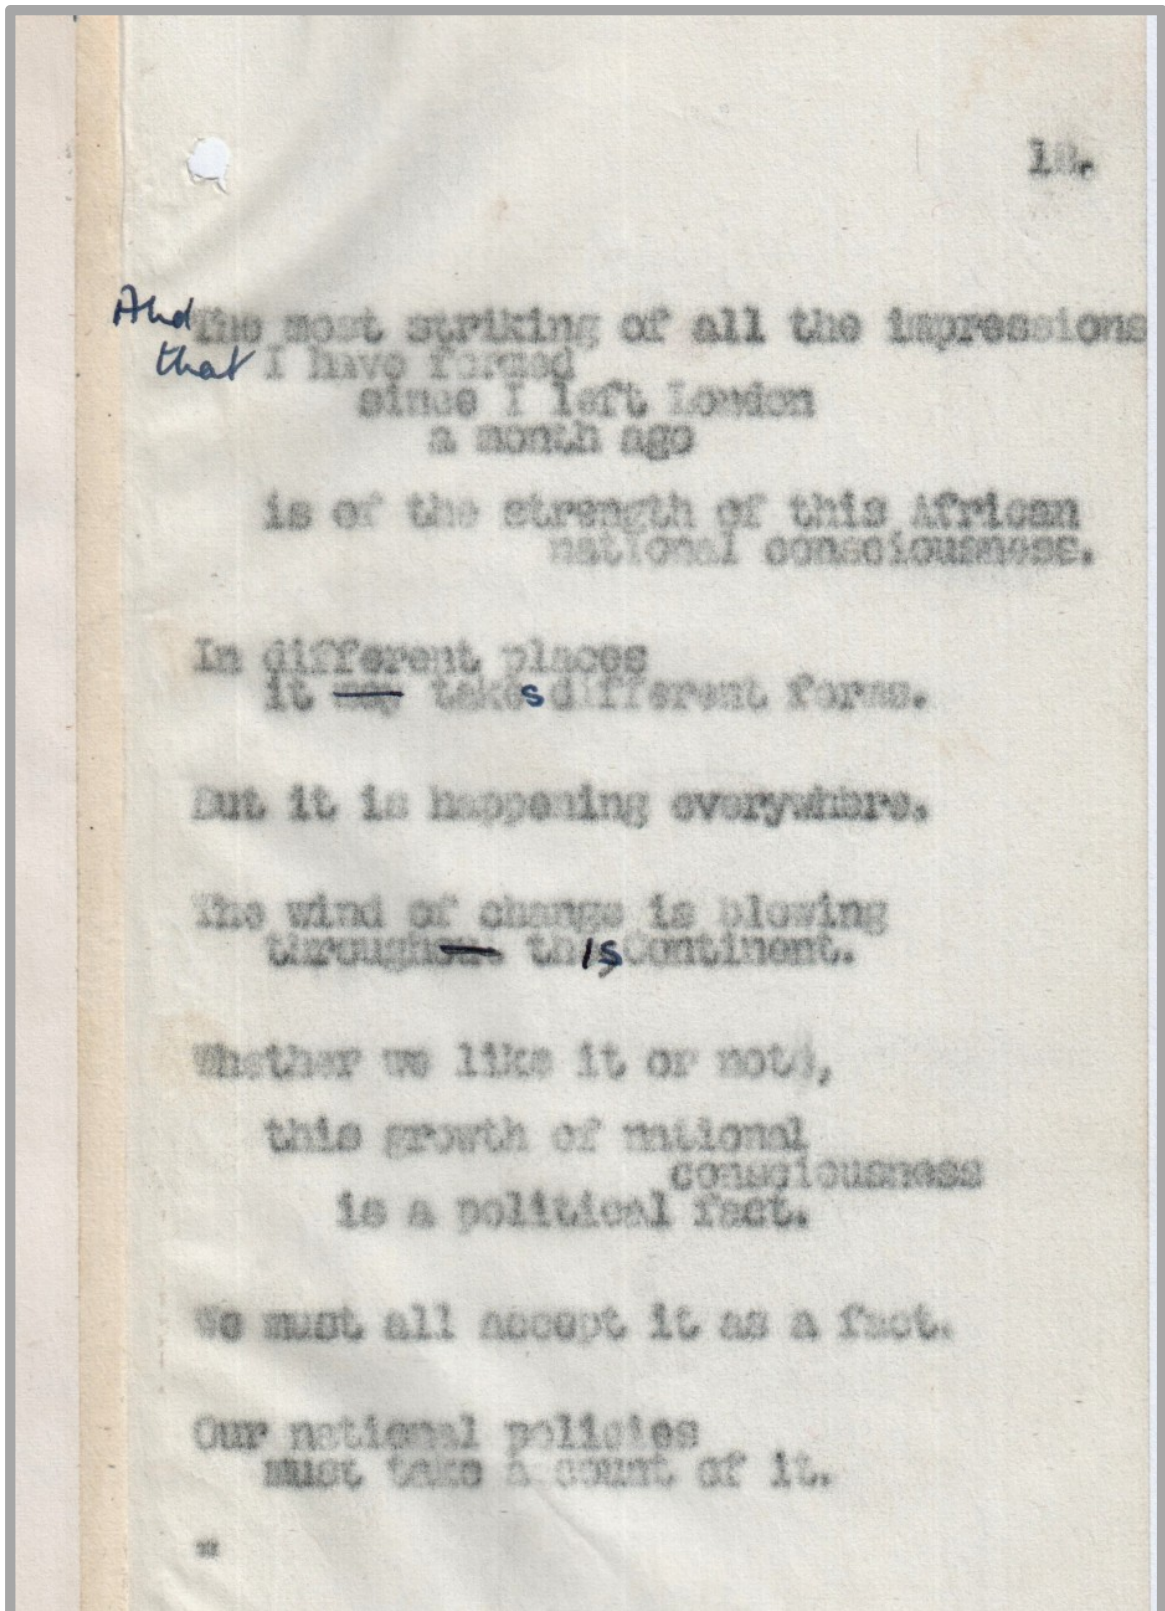 And The most striking of all the impressions
that I have formed
since I left London
a month ago
is of the strength of this African
national consciousness.
In different places
it may takes different forms.
But it is happening everywhere.
The wind of change is blowing
throughout this Continent.
Whether we like it or not,
this growth of national
consciousness
is a political fact.
We must all accept it as a fact.
Our national policies
must take account of it.